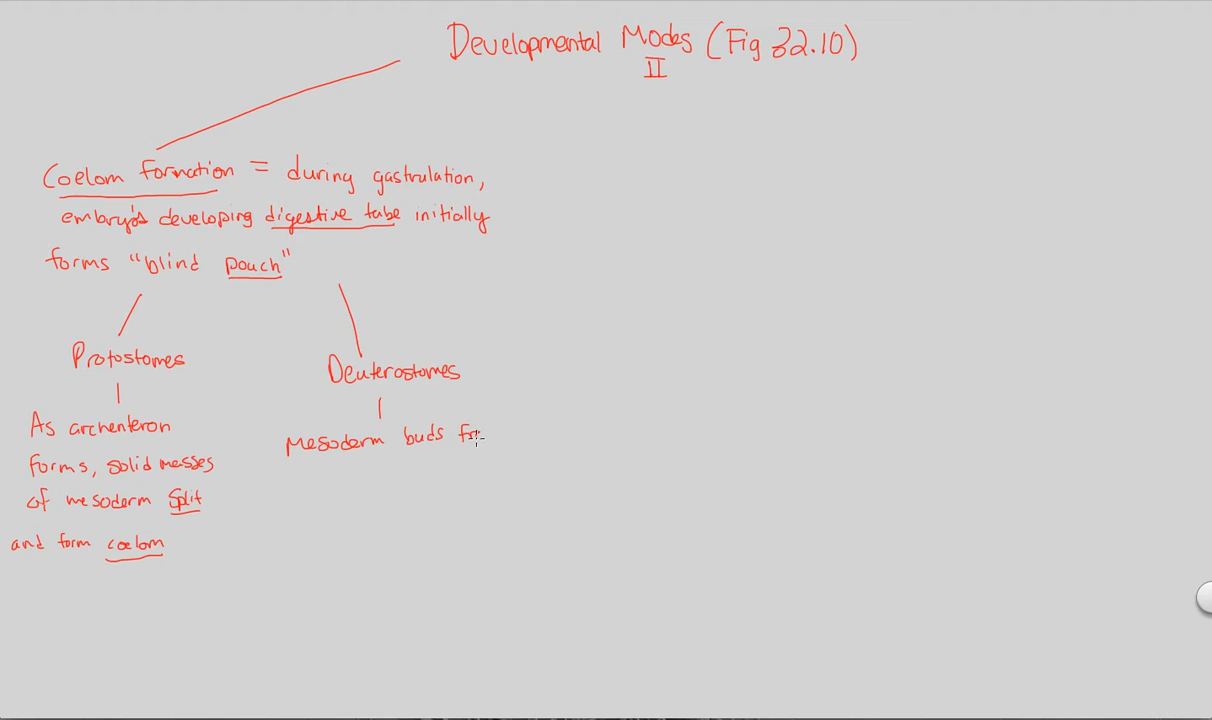 Developmental Modes (Fig 32.10)
II
Coelom formation = during gastrulation,
embryo's developing digestive tube initially
forms "blind pouch"
Protostomes
As archenteron
forms, solid masses
of mesoderm split
and form coelom
Deuterostomes
Mesoderm buds fr